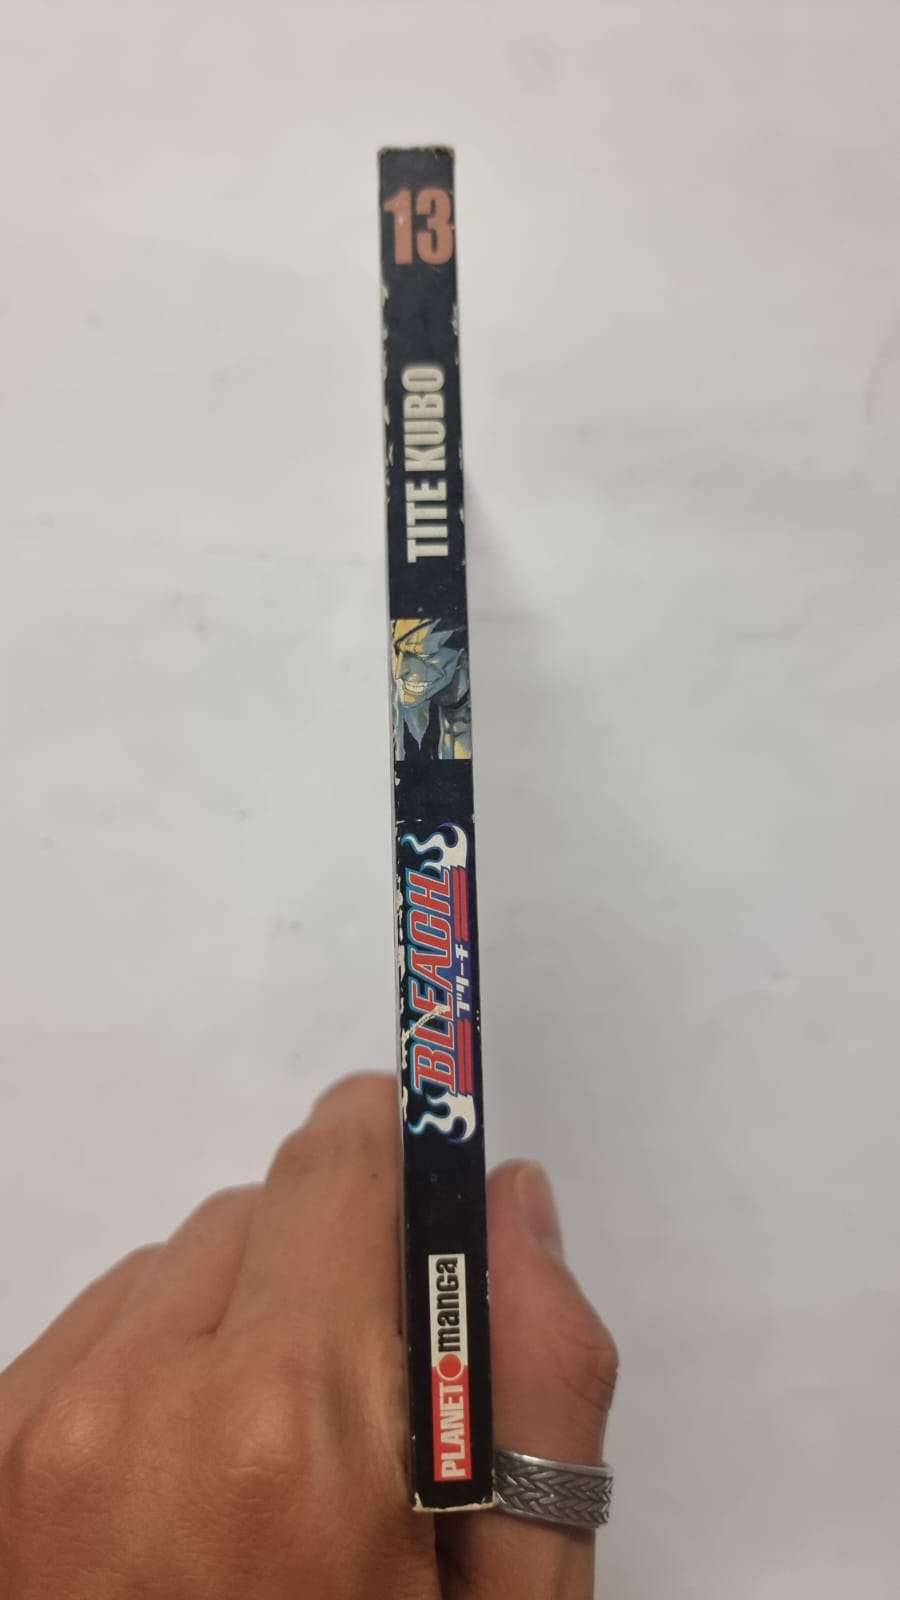 13
TITE KUBO
BLEACH
ブリーチ
PLANET manga